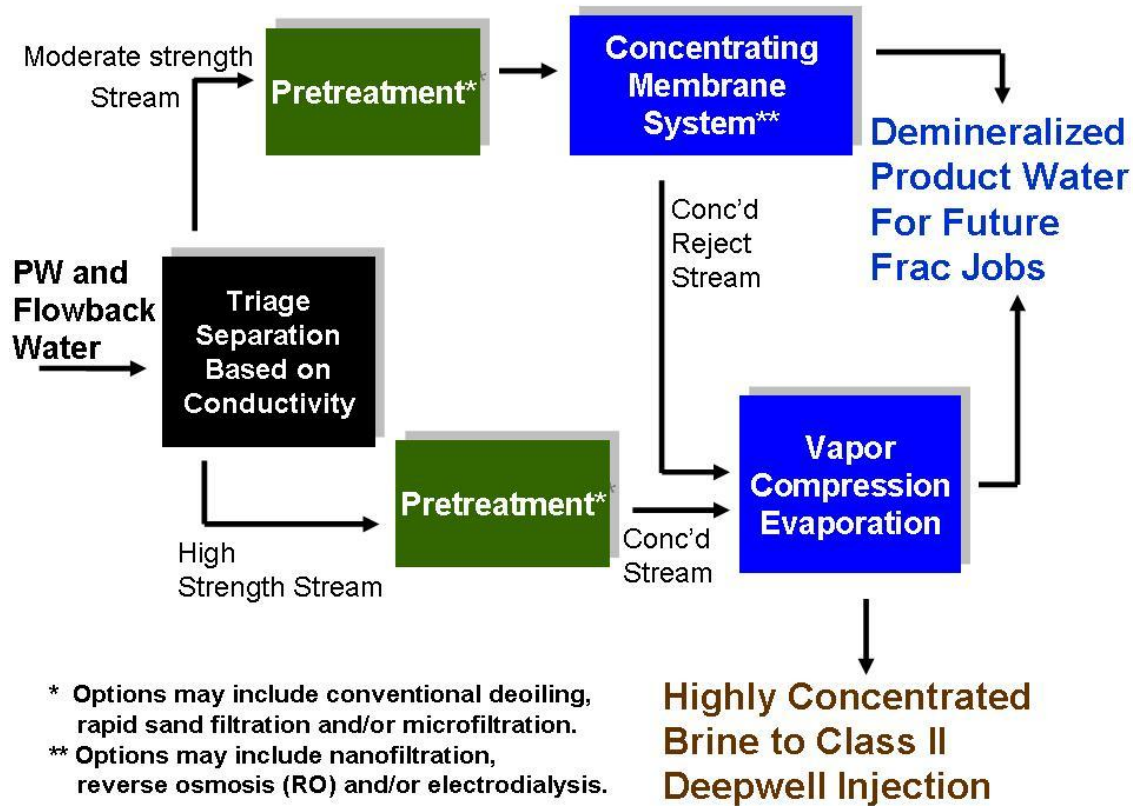 Moderate strength
Stream
Pretreatment*
Concentrating
Membrane
System**
Demineralized
Product Water
For Future
Frac Jobs
Conc'd
Reject
Stream
PW and
Flowback
Water
Triage
Separation
Based on
Conductivity
Pretreatment*
Vapor
Compression
Evaporation
High
Strength Stream
Conc'd
Stream
* Options may include conventional deoiling,
rapid sand filtration and/or microfiltration.
** Options may include nanofiltration,
reverse osmosis (RO) and/or electrodialysis.
Highly Concentrated
Brine to Class II
Deepwell Injection